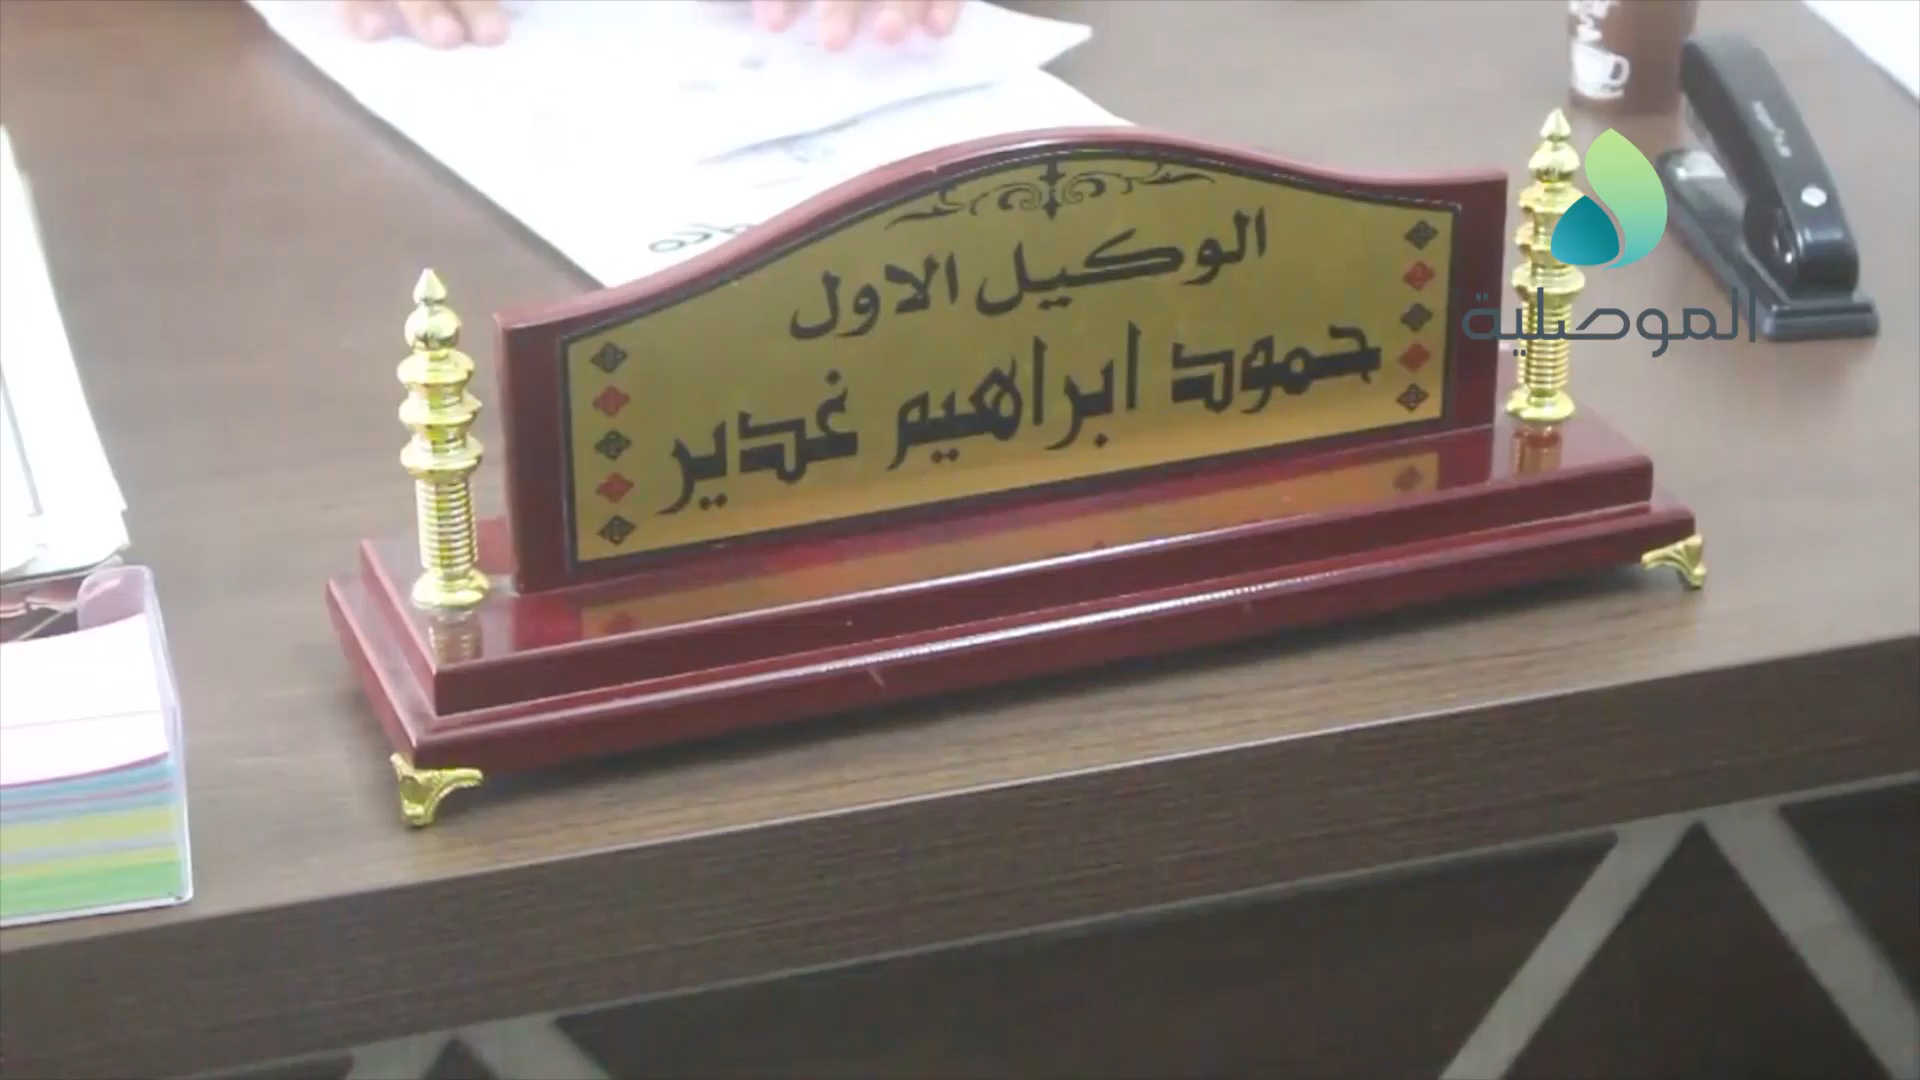 الوكيل الاول
حمود ابراهيم غدير
الموصلية